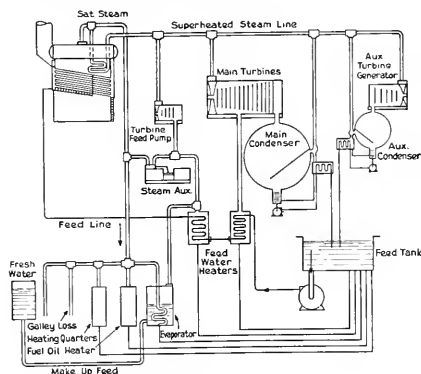 Sat Steam
Superheated Steam Line
Aux
Turbine
Generator
Main Turbines
Turbine
Feed Pump
Main
Condenser
Aux.
Condenser
Steam Aux.
Feed Line
Feed
Water
Heaters
Feed Tank
Fresh
Water
Galley Loss
Heating Quarters
Fuel Oil Heater
Evaporator
Make Up Feed